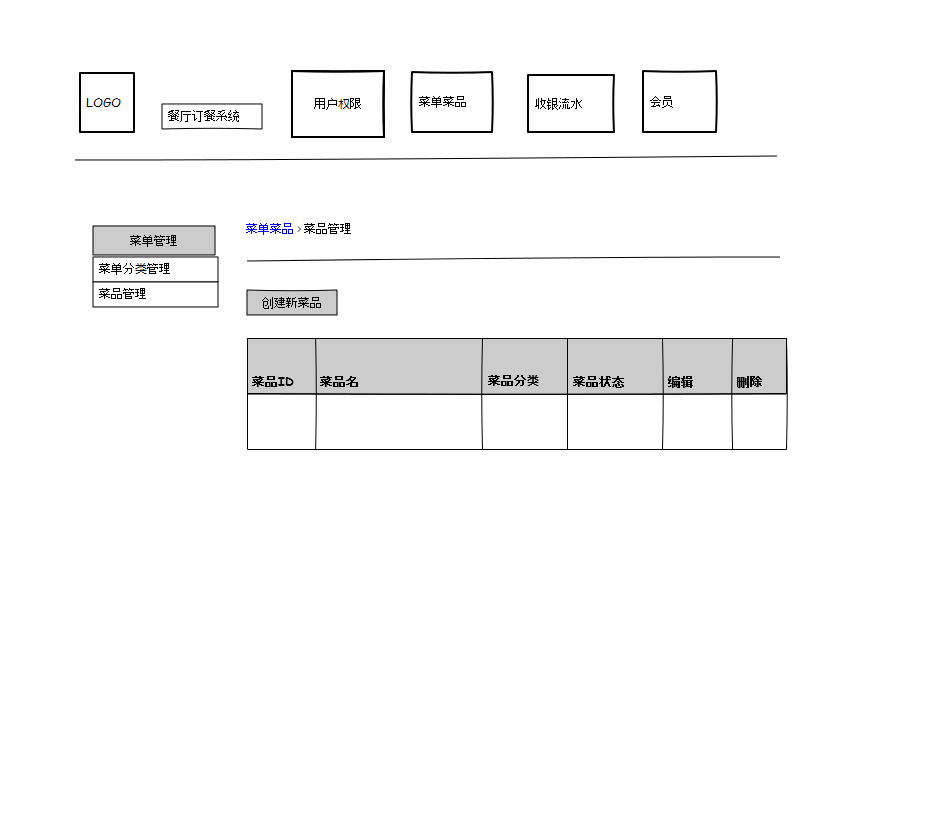 LOGO
餐厅订餐系统
用户权限
菜单菜品
收银流水
会员
菜单管理
菜单分类管理
菜品管理
菜单菜品 > 菜品管理
创建新菜品
菜品ID 菜品名 菜品分类 菜品状态 编辑 删除